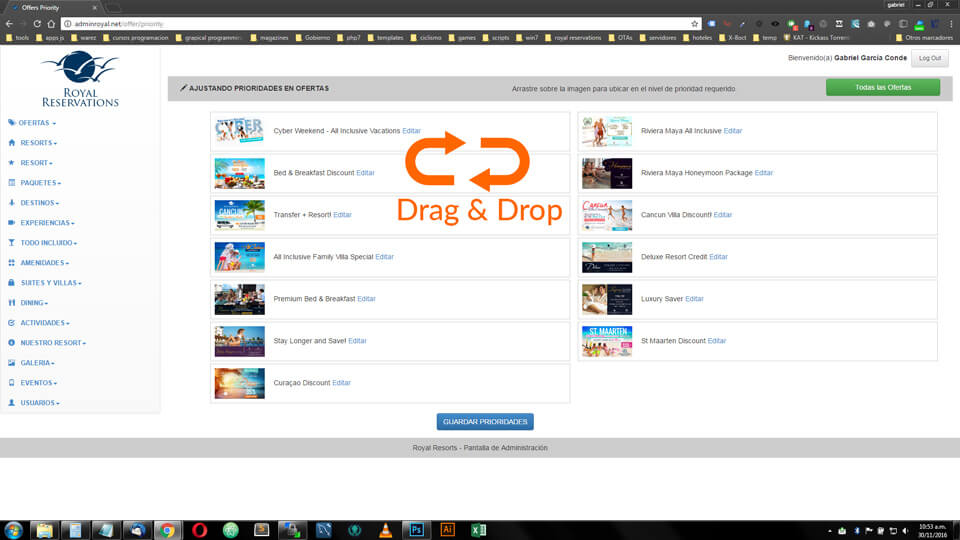 Offers Priority
gabriel
adminroyal.net/offer/priority
tools apps js warez cursos programacion grapical programmin magazines Gobierno php7 templates ciclismo games scripts win7 royal reservations OTAs servidores hoteles X-Boct temp KAT - Kickass Torrent Otros marcadores
ROYAL
RESERVATIONS
Bienvenido(a) Gabriel García Conde Log Out
AJUSTANDO PRIORIDADES EN OFERTAS Arrastre sobre la imagen para ubicar en el nivel de prioridad requerido. Todas las Ofertas
OFERTAS
RESORTS
RESORT
PAQUETES
DESTINOS
EXPERIENCIAS
TODO INCLUIDO
AMENIDADES
SUITES Y VILLAS
DINING
ACTIVIDADES
NUESTRO RESORT
GALERIA
EVENTOS
USUARIOS
CYBER
Cyber Weekend - All Inclusive Vacations Editar
Bed & Breakfast Discount Editar
CANCUN
Transfer + Resort! Editar
All Inclusive Family Villa Special Editar
Premium Bed & Breakfast Editar
Stay Longer and Save! Editar
Curaçao Discount Editar
Drag & Drop
Riviera Maya All Inclusive Editar
Riviera Maya Honeymoon Package Editar
Cancun
Cancun Villa Discount! Editar
Deluxe Resort Credit Editar
Luxury Saver Editar
ST. MAARTEN
St Maarten Discount Editar
GUARDAR PRIORIDADES
Royal Resorts - Pantalla de Administración
10:53 a.m.
30/11/2016